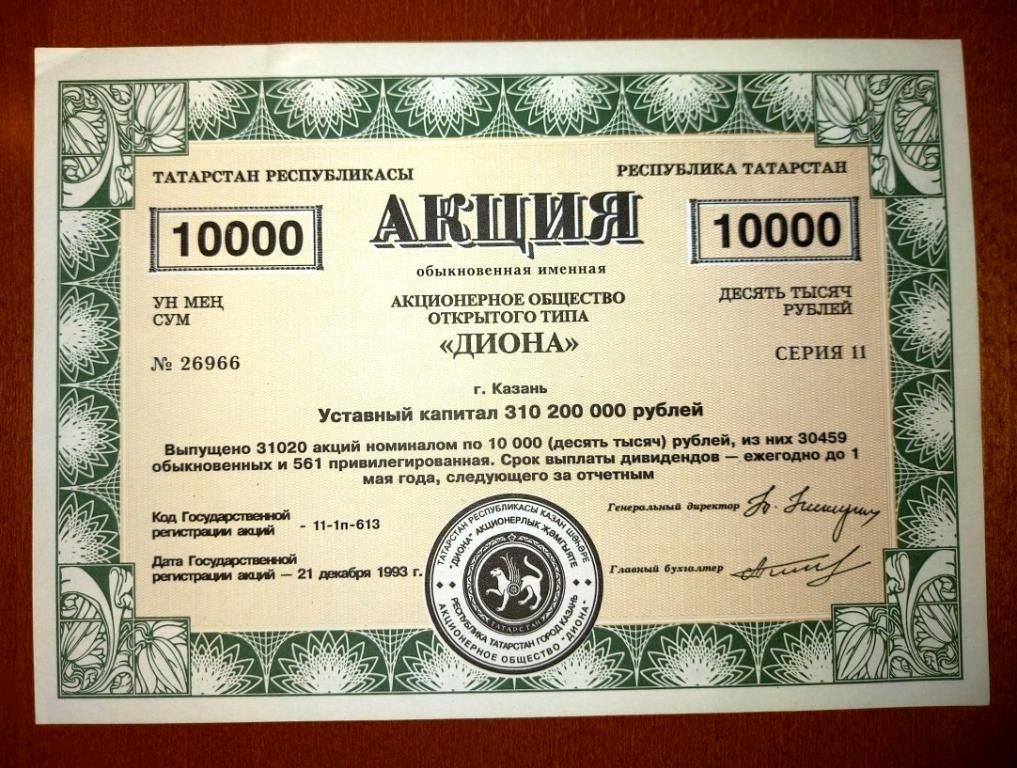 ТАТАРСТАН РЕСПУБЛИКАСЫ
РЕСПУБЛИКА ТАТАРСТАН
10000
АКЦИЯ
10000
обыкновенная именная
УН МЕҢ
СУМ
АКЦИОНЕРНОЕ ОБЩЕСТВО
ОТКРЫТОГО ТИПА
«ДИОНА»
ДЕСЯТЬ ТЫСЯЧ
РУБЛЕЙ
№ 26966
СЕРИЯ 11
г. Казань
Уставный капитал 310 200 000 рублей
Выпущено 31020 акций номиналом по 10 000 (десять тысяч) рублей, из них 30459
обыкновенных и 561 привилегированная. Срок выплаты дивидендов — ежегодно до 1
мая года, следующего за отчетным
Код Государственной
регистрации акций - 11-1п-613
Генеральный директор
Дата Государственной
регистрации акций — 21 декабря 1993 г.
Главный бухгалтер
ТАТАРСТАН РЕСПУБЛИКАСЫ КАЗАН ШӘҺӘРЕ
"ДИОНА" АКЦИОНЕРЛЫК ҖӘМГЫЯТЕ
ТАТАРСТАН
РЕСПУБЛИКА ТАТАРСТАН ГОРОД КАЗАНЬ
АКЦИОНЕРНОЕ ОБЩЕСТВО "ДИОНА"